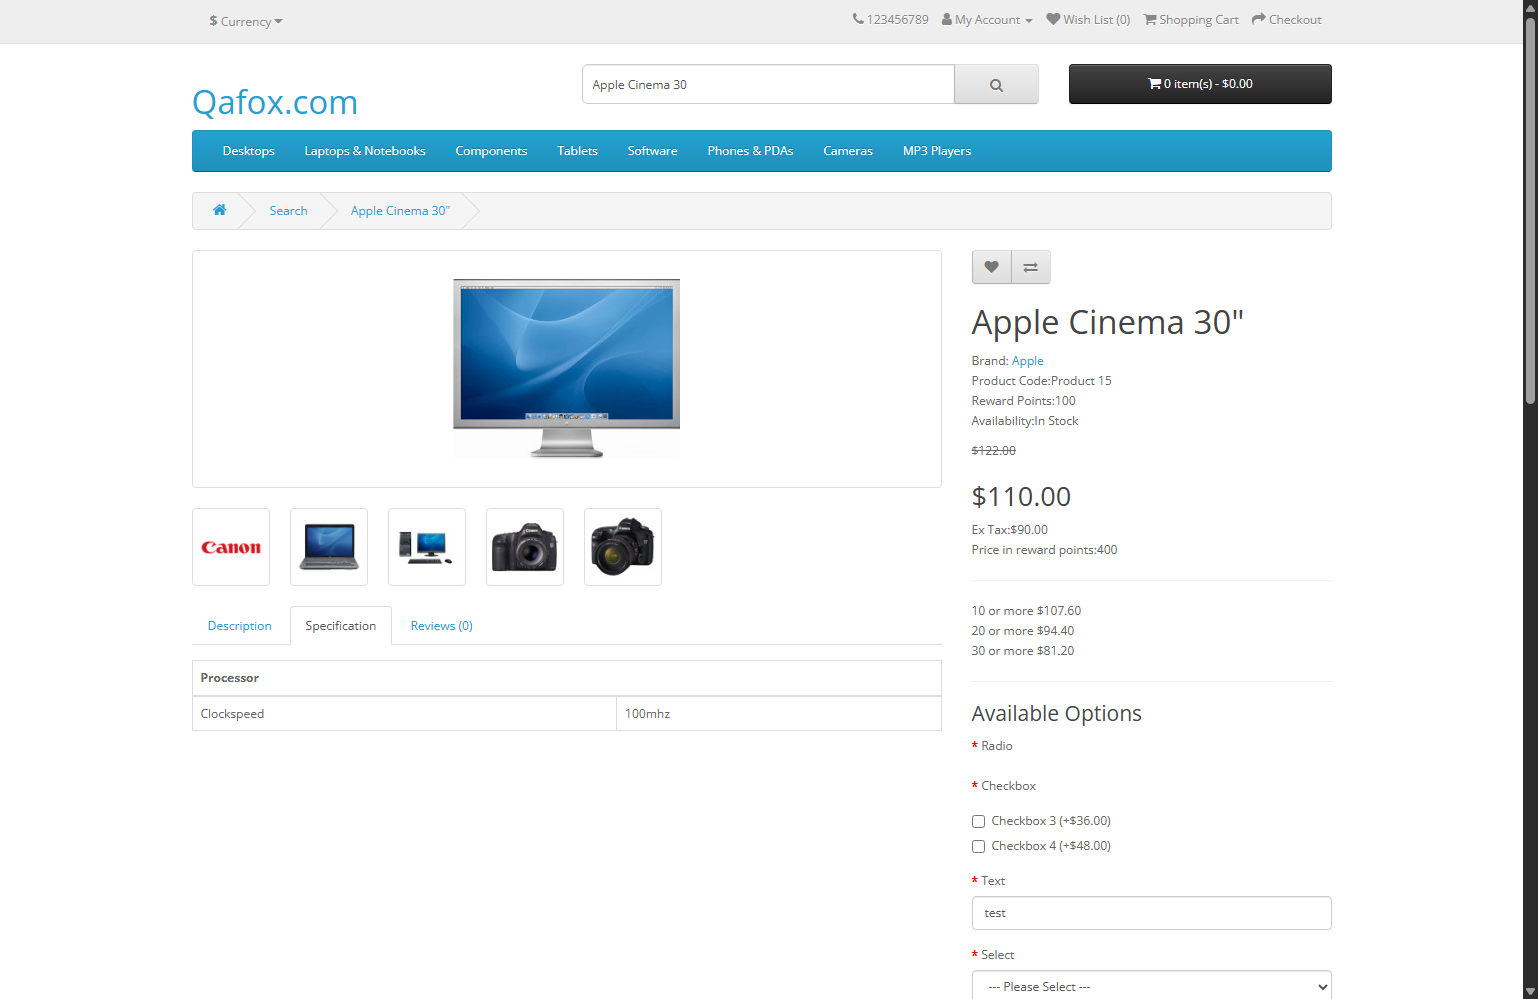 $ Currency
123456789 My Account Wish List (0) Shopping Cart Checkout
Qafox.com
Apple Cinema 30
0 item(s) - $0.00
Desktops Laptops & Notebooks Components Tablets Software Phones & PDAs Cameras MP3 Players
Search Apple Cinema 30"
Canon
Description Specification Reviews (0)
Processor
Clockspeed 100mhz
Apple Cinema 30"
Brand: Apple
Product Code:Product 15
Reward Points:100
Availability:In Stock
$122.00
$110.00
Ex Tax:$90.00
Price in reward points:400
10 or more $107.60
20 or more $94.40
30 or more $81.20
Available Options
* Radio
* Checkbox
Checkbox 3 (+$36.00)
Checkbox 4 (+$48.00)
* Text
test
* Select
--- Please Select ---